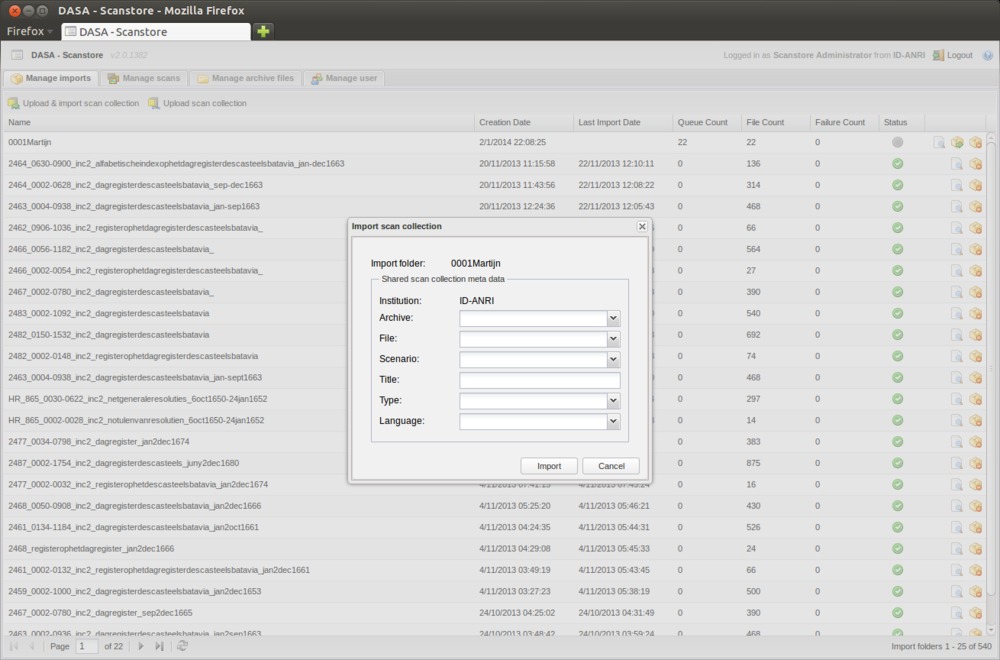 DASA - Scanstore - Mozilla Firefox
Firefox DASA - Scanstore
DASA - Scanstore v2.0.1382 Logged in as Scanstore Administrator from ID-ANRI Logout
Manage imports Manage scans Manage archive files Manage user
Upload & import scan collection Upload scan collection
Name Creation Date Last Import Date Queue Count File Count Failure Count Status
0001Martijn 2/1/2014 22:08:25 22 22 0
2464_0630-0900_inc2_alfabetischeindexophetdagregisterdescasteelsbatavia_jan-dec1663 20/11/2013 11:15:58 22/11/2013 12:10:11 0 136 0
2464_0002-0628_inc2_dagregisterdescasteelsbatavia_sep-dec1663 20/11/2013 11:43:56 22/11/2013 12:08:22 0 314 0
2463_0004-0938_inc2_dagregisterdescasteelsbatavia_jan-sep1663 20/11/2013 12:24:36 22/11/2013 12:05:43 0 468 0
2462_0906-1036_inc2_registerophetdagregisterdescasteelsbatavia_ 0 66 0
2466_0056-1182_inc2_dagregisterdescasteelsbatavia_ 0 564 0
2466_0002-0054_inc2_registerophetdagregisterdescasteelsbatavia_ 0 27 0
2467_0002-0780_inc2_dagregisterdescasteelsbatavia_ 0 390 0
2483_0002-1092_inc2_dagregisterdescasteelsbatavia 0 540 0
2482_0150-1532_inc2_dagregisterdescasteelsbatavia 0 692 0
2482_0002-0148_inc2_registerophetdagregisterdescasteelsbatavia 0 74 0
2463_0004-0938_inc2_dagregisterdescasteelsbatavia_jan-sept1663 0 468 0
HR_865_0030-0622_inc2_netgeneraleresoluties_6oct1650-24jan1652 0 297 0
HR_865_0002-0028_inc2_notulenvanresolutien_6oct1650-24jan1652 0 14 0
2477_0034-0798_inc2_dagregister_jan2dec1674 0 383 0
2487_0002-1754_inc2_dagregisterdescasteels_juny2dec1680 0 875 0
2477_0002-0032_inc2_registerophetdescasteelsbatavia_jan2dec1674 0 16 0
2468_0050-0908_inc2_dagregisterdescasteelsbatavia_jan2dec1666 4/11/2013 05:25:20 4/11/2013 05:46:21 0 430 0
2461_0134-1184_inc2_dagregisterdescasteelsbatavia_jan2oct1661 4/11/2013 04:24:35 4/11/2013 05:44:31 0 526 0
2468_registerophetdagregister_jan2dec1666 4/11/2013 04:29:08 4/11/2013 05:45:33 0 24 0
2461_0002-0132_inc2_registerophetdagregisterdescasteelsbatavia_jan2dec1661 4/11/2013 03:49:19 4/11/2013 05:43:45 0 66 0
2459_0002-1000_inc2_dagregisterdescasteelsbatavia_jan2dec1653 4/11/2013 03:27:23 4/11/2013 05:38:19 0 500 0
2467_0002-0780_inc2_dagregister_sep2dec1665 24/10/2013 04:25:02 24/10/2013 04:31:49 0 390 0
2463_0002-0936_inc2_dagregisterdescasteelsbatavia_jan2sep1663 24/10/2013 03:48:42 24/10/2013 03:59:24 0 468 0
Import scan collection
Import folder: 0001Martijn
Shared scan collection meta data
Institution: ID-ANRI
Archive:
File:
Scenario:
Title:
Type:
Language:
Import Cancel
Page 1 of 22 Import folders 1 - 25 of 540